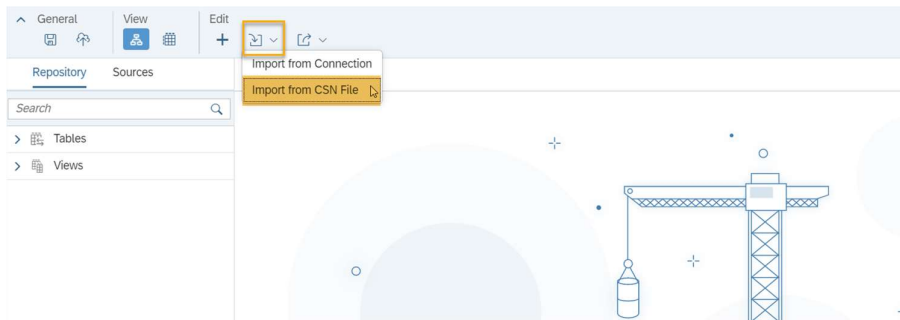 General
View
Edit
Import from Connection
Import from CSN File
Repository
Sources
Search
Tables
Views